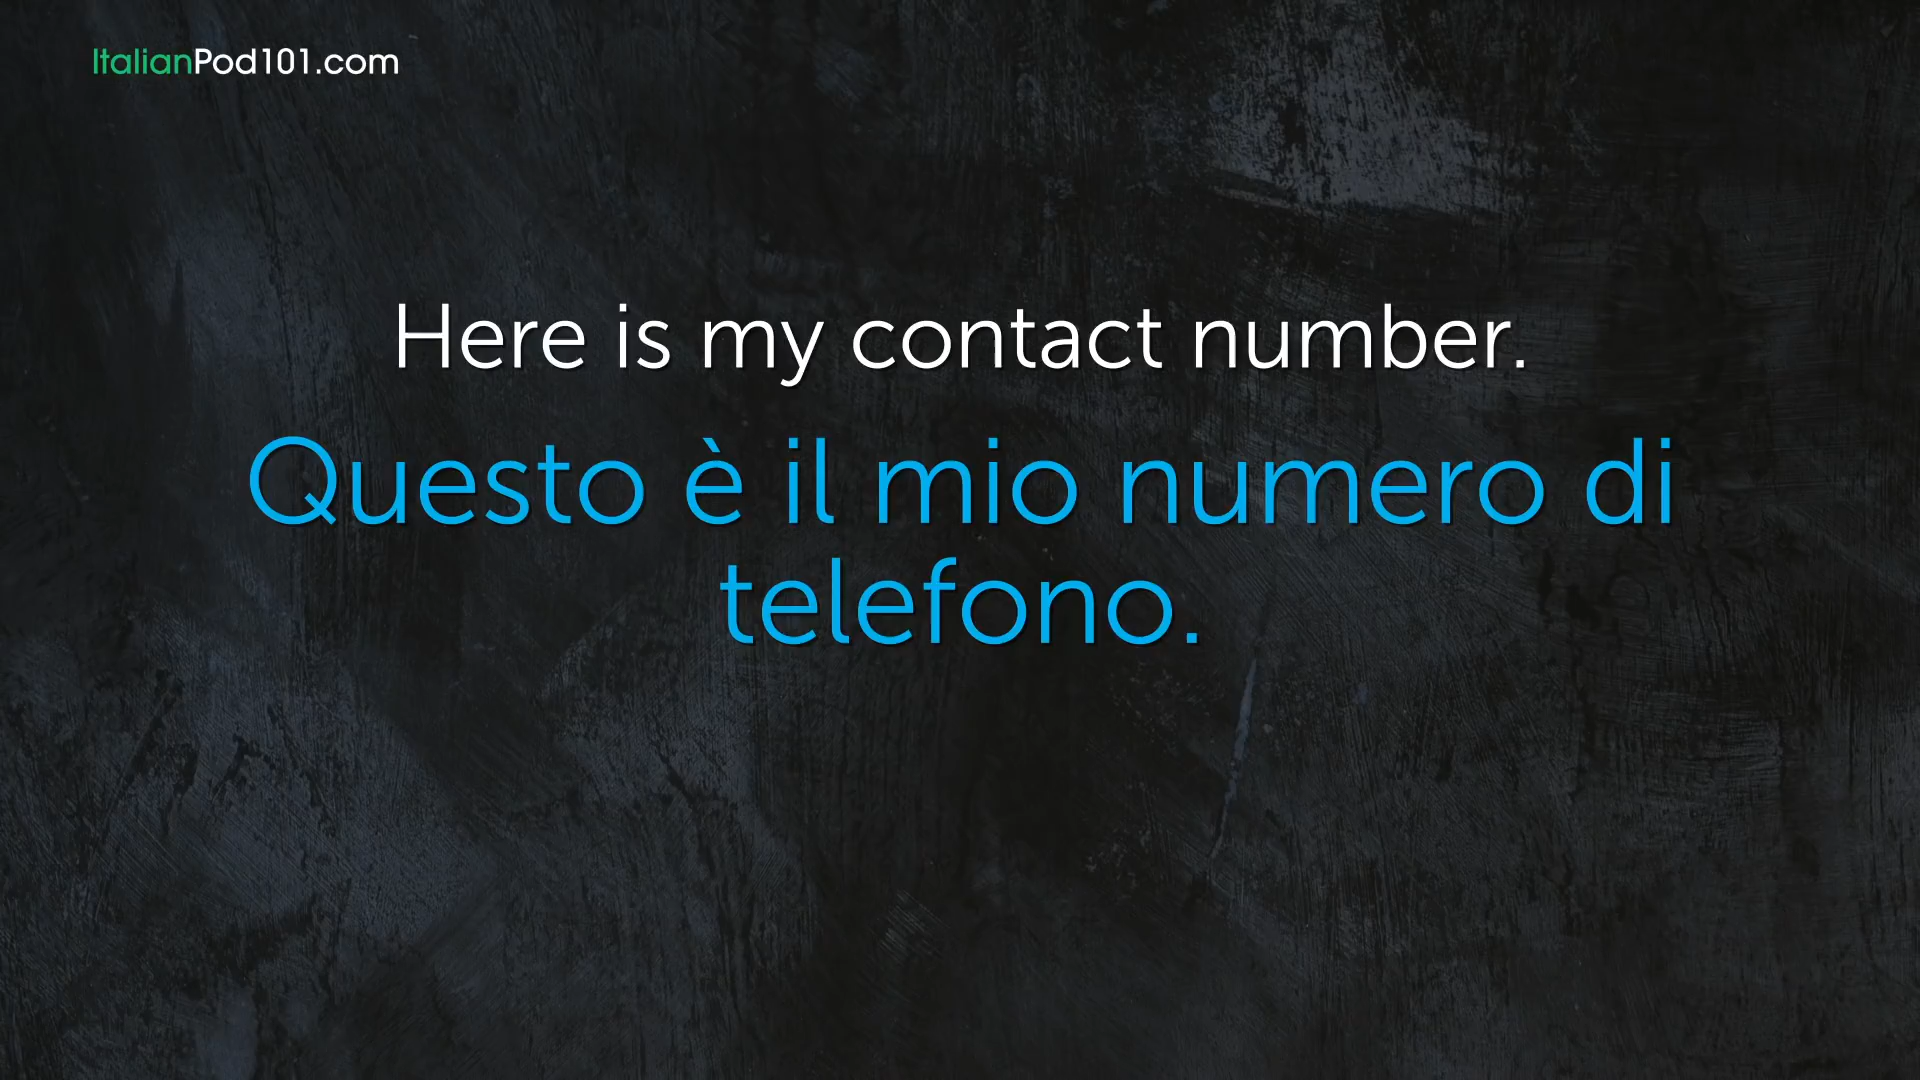 ItalianPod101.com
Here is my contact number.
Questo è il mio numero di
telefono.